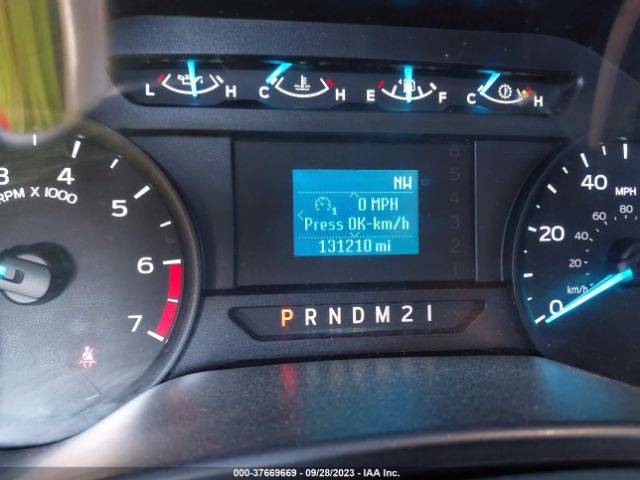 L H C H E F C H
3 4 5 6 7
RPM X 1000
NW
0 MPH
Press OK-km/h
131210 mi
6
5
4
3
2
1
P R N D M 2 1
40 MPH
80
60
20
40
20
km/h
0
000-37669669 - 09/28/2023 - IAA Inc.